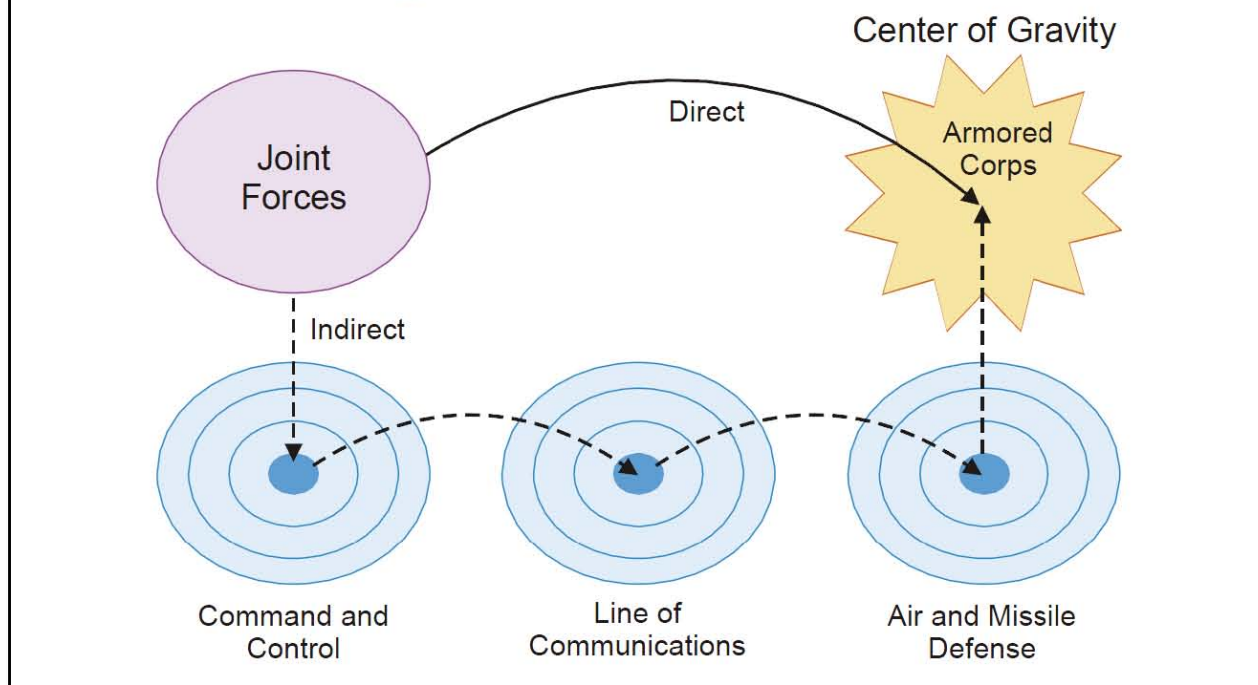 Center of Gravity
Direct
Armored
Corps
Joint
Forces
Indirect
Command and
Control
Line of
Communications
Air and Missile
Defense